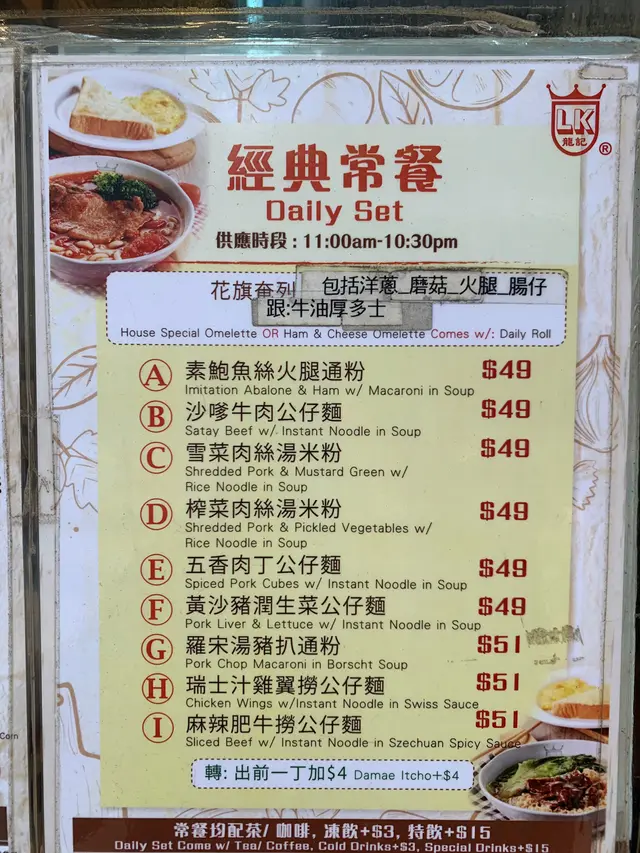 LK
龍記
®
經典常餐
Daily Set
供應時段：11:00am-10:30pm
花旗奄列 包括洋蔥_磨菇_火腿_腸仔
跟:牛油厚多士
House Special Omelette OR Ham & Cheese Omelette Comes w/: Daily Roll
A 素鮑魚絲火腿通粉 $49
Imitation Abalone & Ham w/ Macaroni in Soup
B 沙嗲牛肉公仔麵 $49
Satay Beef w/ Instant Noodle in Soup
C 雪菜肉絲湯米粉 $49
Shredded Pork & Mustard Green w/
Rice Noodle in Soup
D 榨菜肉絲湯米粉 $49
Shredded Pork & Pickled Vegetables w/
Rice Noodle in Soup
E 五香肉丁公仔麵 $49
Spiced Pork Cubes w/ Instant Noodle in Soup
F 黃沙豬潤生菜公仔麵 $49
Pork Liver & Lettuce w/ Instant Noodle in Soup
G 羅宋湯豬扒通粉 $51
Pork Chop Macaroni in Borscht Soup
H 瑞士汁雞翼撈公仔麵 $51
Chicken Wings w/Instant Noodle in Swiss Sauce
I 麻辣肥牛撈公仔麵 $51
Sliced Beef w/ Instant Noodle in Szechuan Spicy Sauce
Corn
轉: 出前一丁加$4 Damae Itcho+$4
常餐均配茶/ 咖啡, 凍飲+$3, 特飲+$15
Daily Set Come w/ Tea/ Coffee, Cold Drinks+$3, Special Drinks+$15